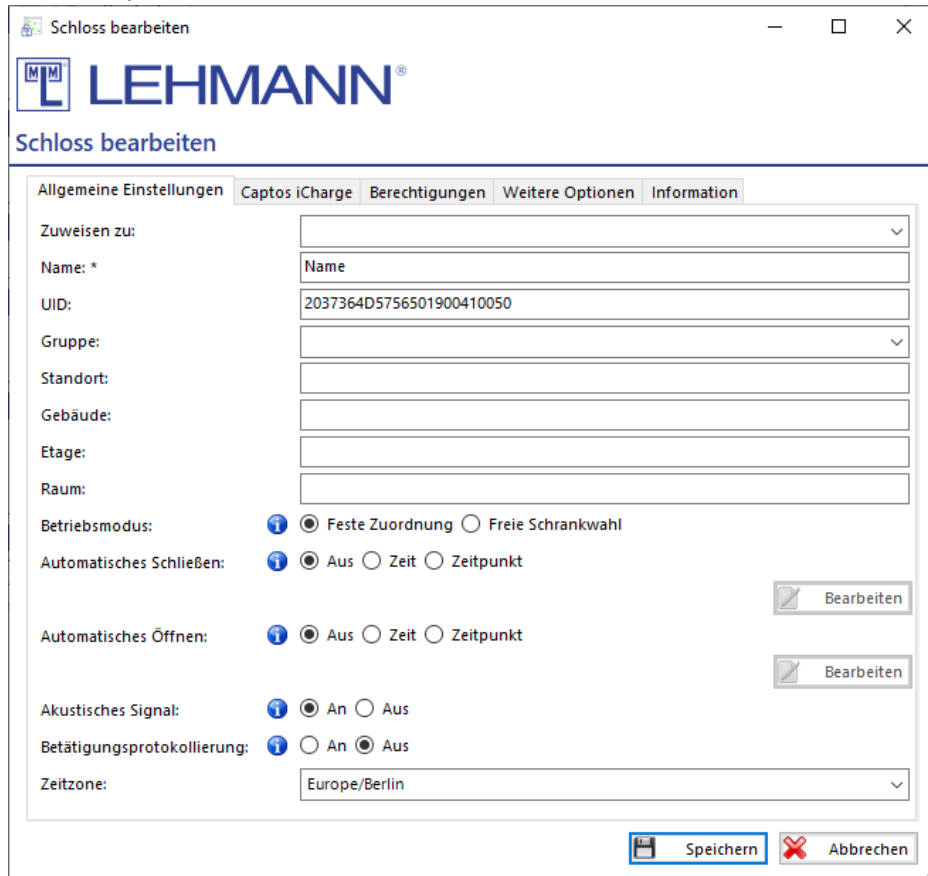 Schloss bearbeiten
MLM LEHMANN®
Schloss bearbeiten
Allgemeine Einstellungen Captos iCharge Berechtigungen Weitere Optionen Information
Zuweisen zu:
Name: * Name
UID: 2037364D5756501900410050
Gruppe:
Standort:
Gebäude:
Etage:
Raum:
Betriebsmodus: Feste Zuordnung Freie Schrankwahl
Automatisches Schließen: Aus Zeit Zeitpunkt
Bearbeiten
Automatisches Öffnen: Aus Zeit Zeitpunkt
Bearbeiten
Akustisches Signal: An Aus
Betätigungsprotokollierung: An Aus
Zeitzone: Europe/Berlin
Speichern Abbrechen